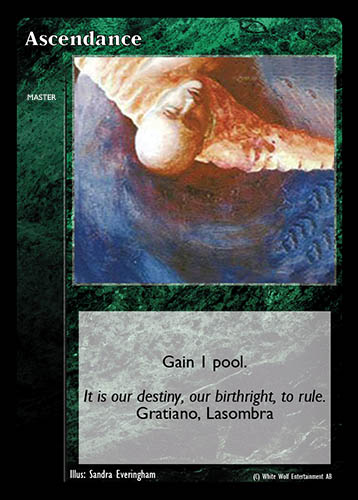 Ascendance
MASTER
Gain 1 pool.
It is our destiny, our birthright, to rule.
Gratiano, Lasombra
Illus: Sandra Everingham
(C) White Wolf Entertainment AB